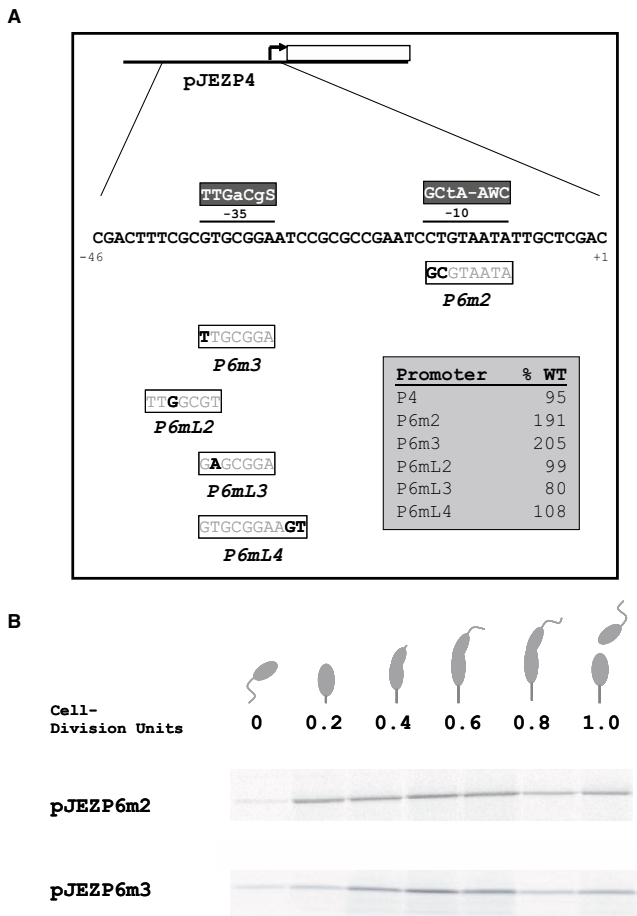 A
pJEZP4
TTGaCgS
GCtA-AWC
-35
-10
CGACTTTCGCGTGCGGAATCCGCGCCGAATCCTGTAATATTGCTCGAC
-46
+1
GCGTAATA
P6m2
TTGCGGA
P6m3
TTGGCGT
P6mL2
GAGCGGA
P6mL3
GTGCGGAAGT
P6mL4
Promoter % WT
P4 95
P6m2 191
P6m3 205
P6mL2 99
P6mL3 80
P6mL4 108
B
Cell-
Division Units
0 0.2 0.4 0.6 0.8 1.0
pJEZP6m2
pJEZP6m3